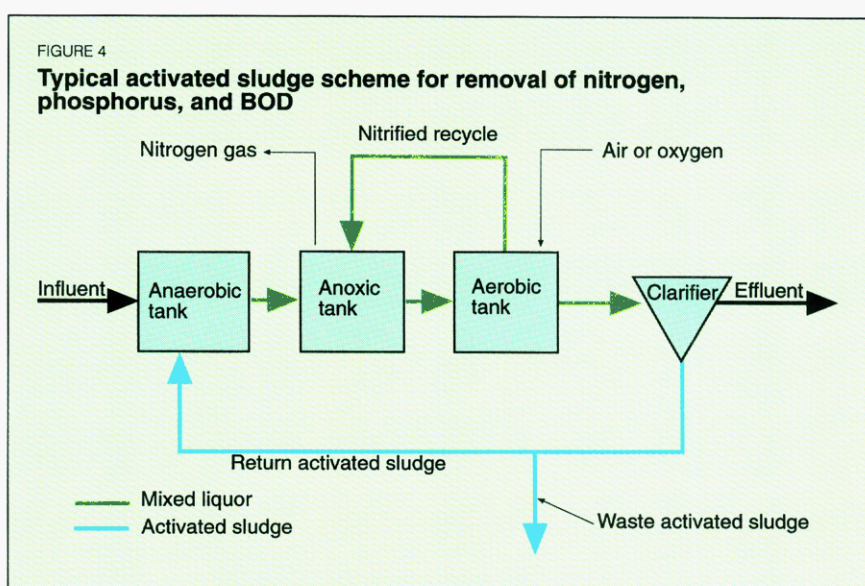 FIGURE 4
Typical activated sludge scheme for removal of nitrogen,
phosphorus, and BOD
Nitrified recycle
Nitrogen gas
Air or oxygen
Influent
Anaerobic
tank
Anoxic
tank
Aerobic
tank
Clarifier
Effluent
Return activated sludge
Mixed liquor
Activated sludge
Waste activated sludge